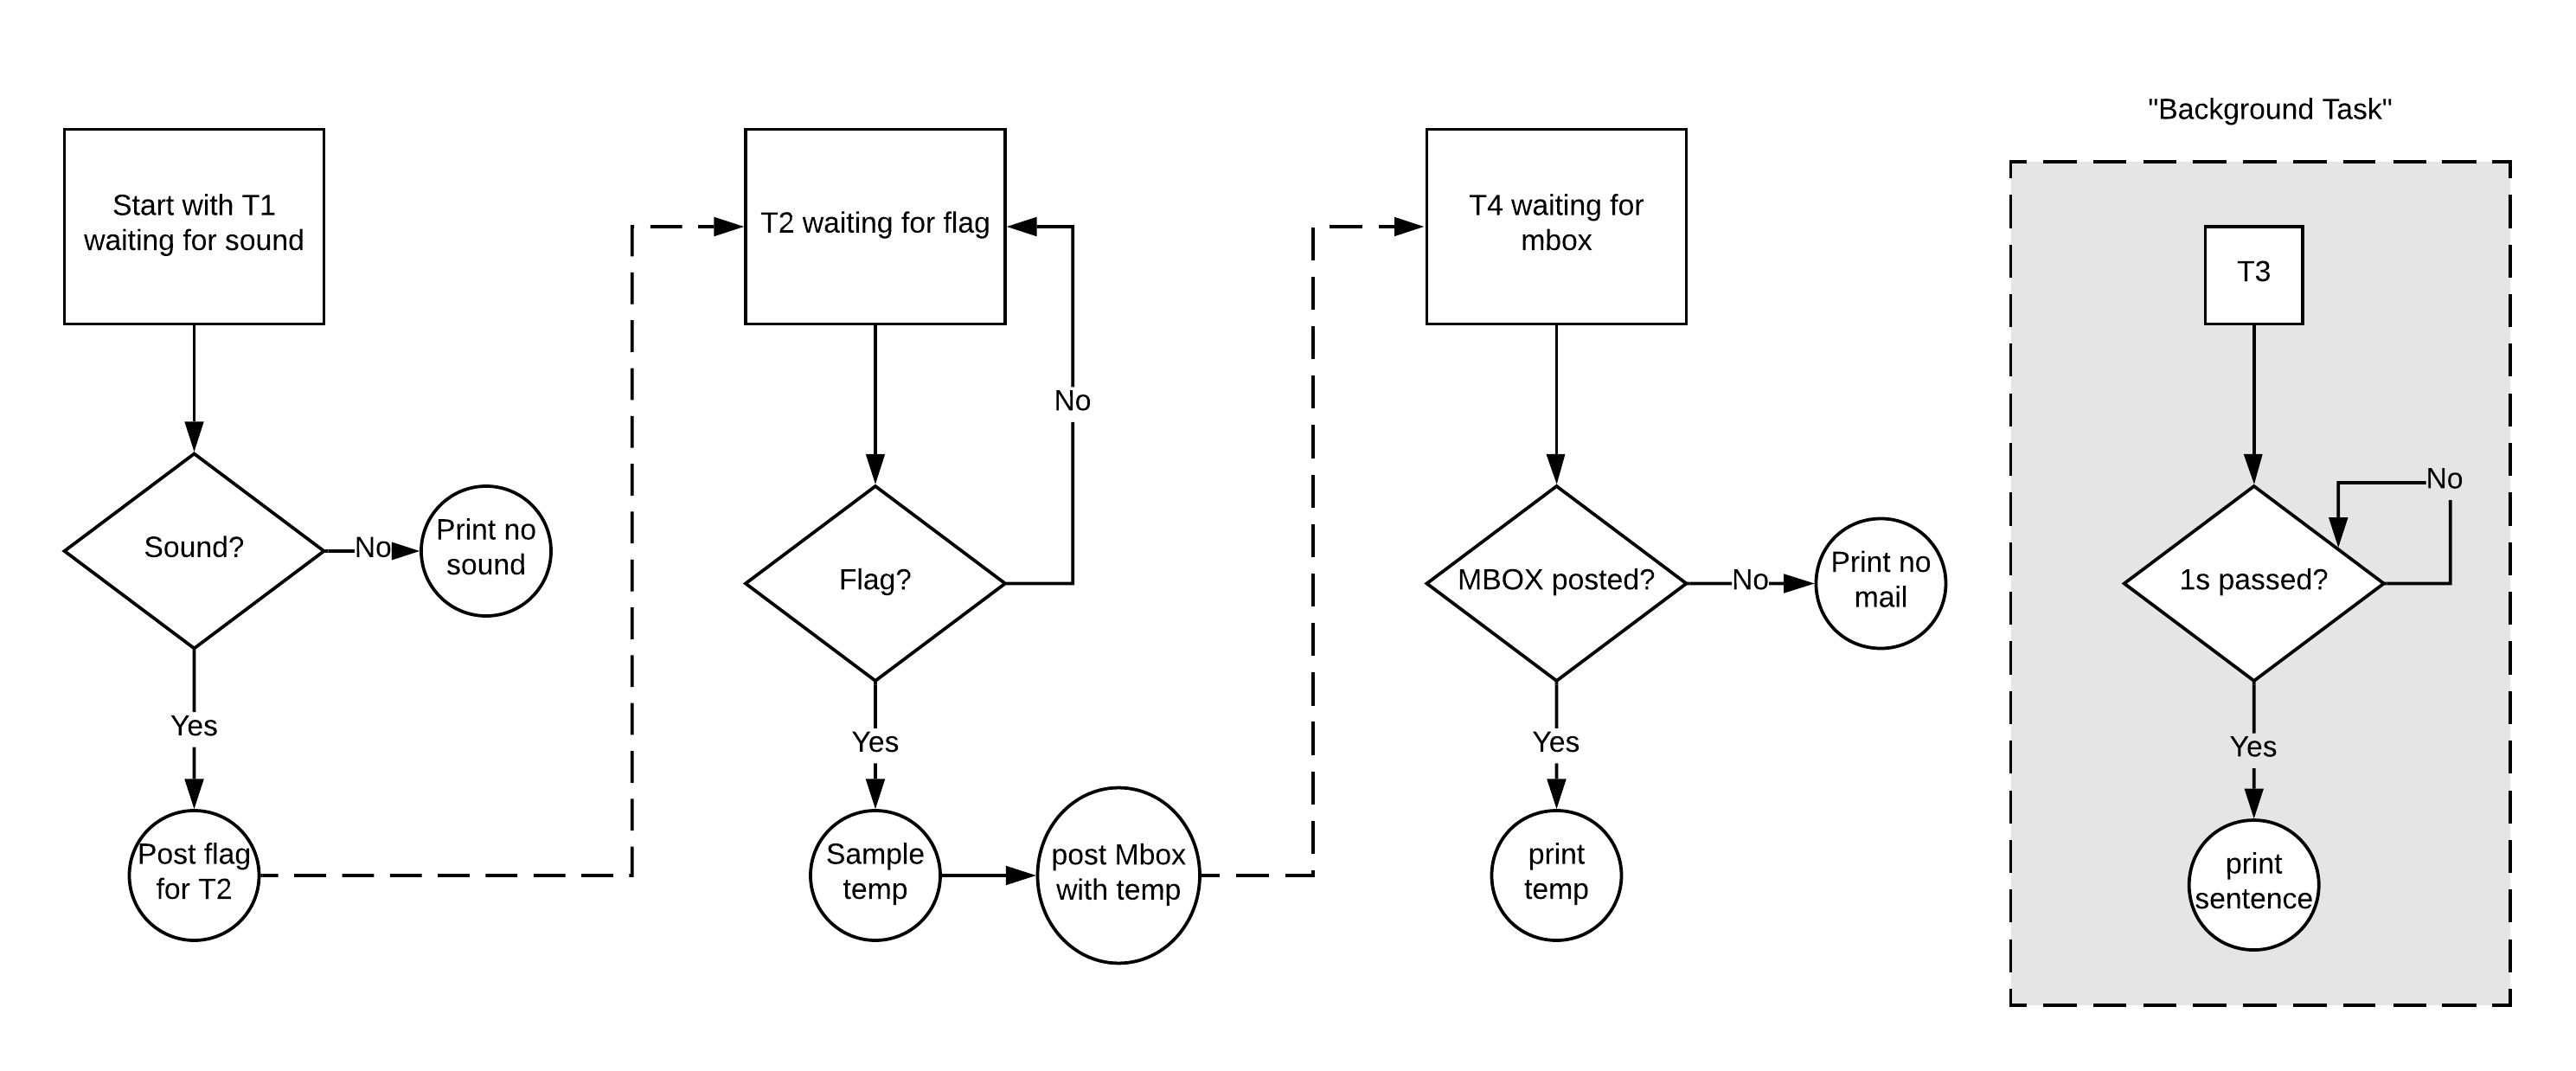 "Background Task"
Start with T1
waiting for sound
T2 waiting for flag
T4 waiting for
mbox
T3
No
No
Sound?
No
Print no
sound
Flag?
MBOX posted?
No
Print no
mail
1s passed?
Yes
Yes
Yes
Yes
Post flag
for T2
Sample
temp
post Mbox
with temp
print
temp
print
sentence